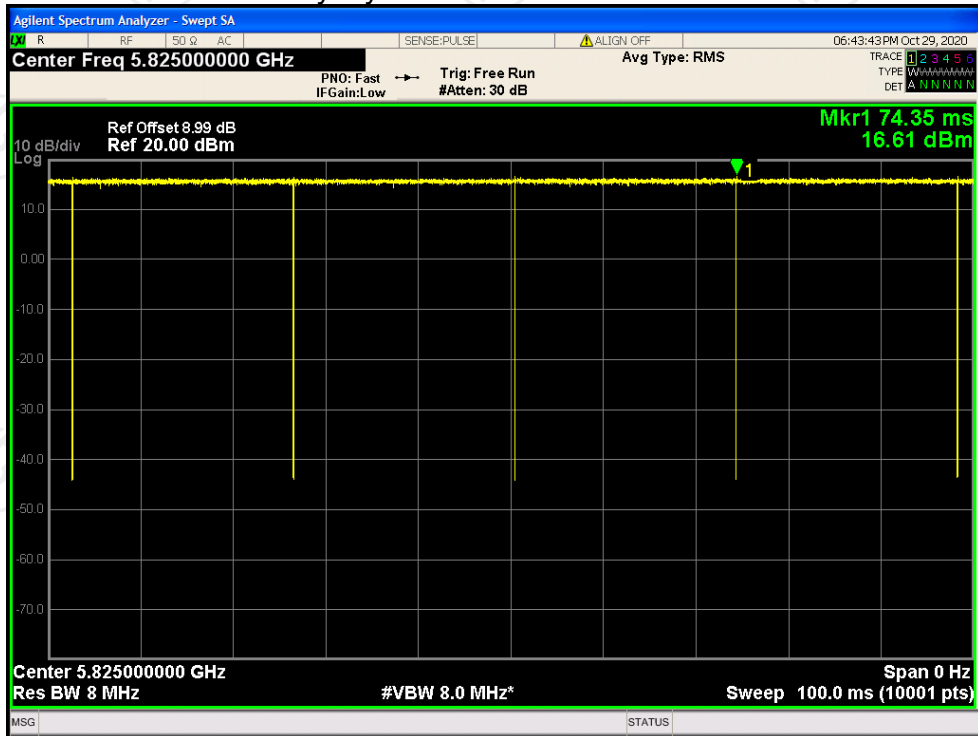 Agilent Spectrum Analyzer - Swept SA
LXI R RF 50 Ω AC SENSE:PULSE ALIGN OFF 06:43:43 PM Oct 29, 2020
Center Freq 5.825000000 GHz Avg Type: RMS TRACE 1 2 3 4 5 6
PNO: Fast Trig: Free Run TYPE W
IFGain:Low #Atten: 30 dB DET A N N N N N
Mkr1 74.35 ms
Ref Offset 8.99 dB
10 dB/div Ref 20.00 dBm 16.61 dBm
Log
1
10.0
0.00
-10.0
-20.0
-30.0
-40.0
-50.0
-60.0
-70.0
Center 5.825000000 GHz Span 0 Hz
Res BW 8 MHz #VBW 8.0 MHz* Sweep 100.0 ms (10001 pts)
MSG STATUS